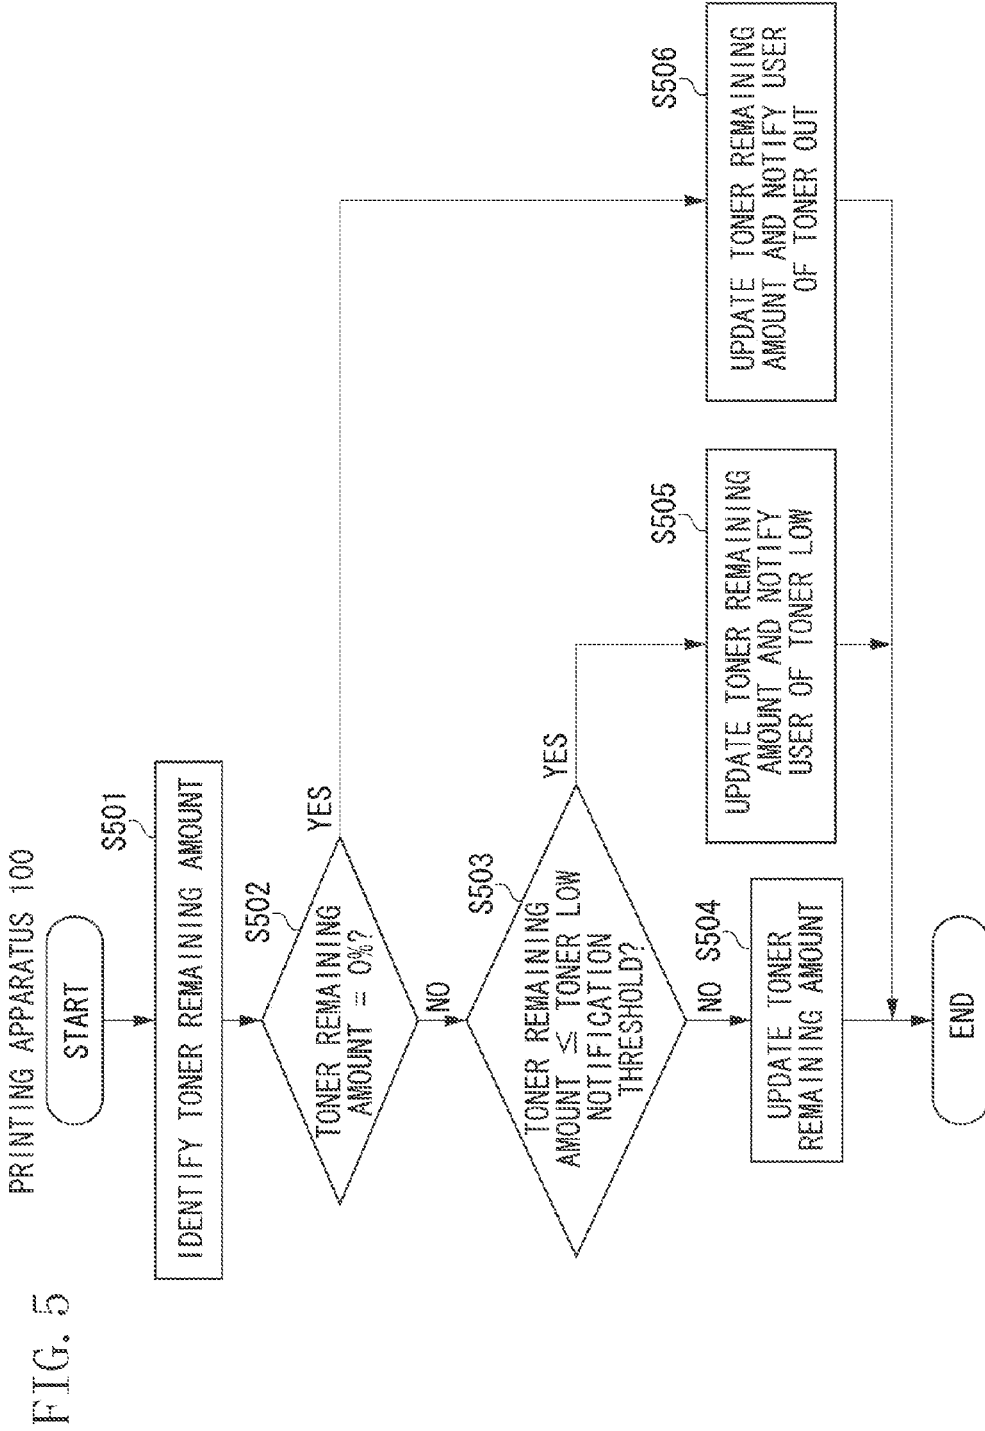 FIG. 5
PRINTING APPARATUS 100
START
S501
IDENTIFY TONER REMAINING AMOUNT
S502
TONER REMAINING
AMOUNT = 0%?
YES
NO
S503
TONER REMAINING
AMOUNT ≤ TONER LOW
NOTIFICATION
THRESHOLD?
YES
NO
S504
UPDATE TONER
REMAINING AMOUNT
S505
UPDATE TONER REMAINING
AMOUNT AND NOTIFY
USER OF TONER LOW
S506
UPDATE TONER REMAINING
AMOUNT AND NOTIFY USER
OF TONER OUT
END